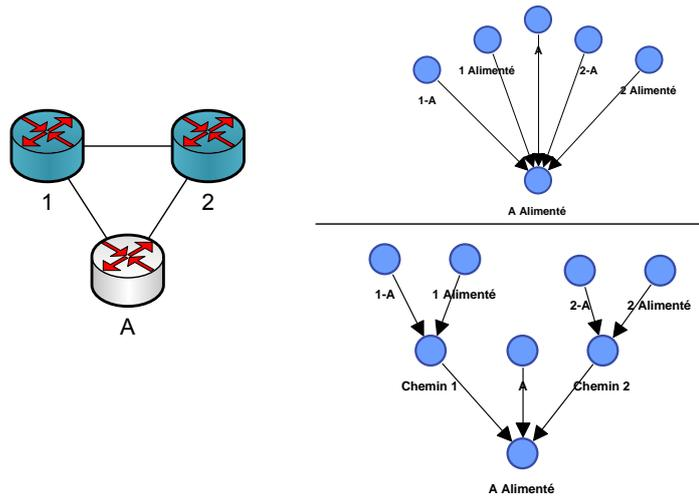 1
2
A
A
1 Alimenté
2-A
2 Alimenté
1-A
A Alimenté
1-A
1 Alimenté
2-A
2 Alimenté
Chemin 1
A
Chemin 2
A Alimenté